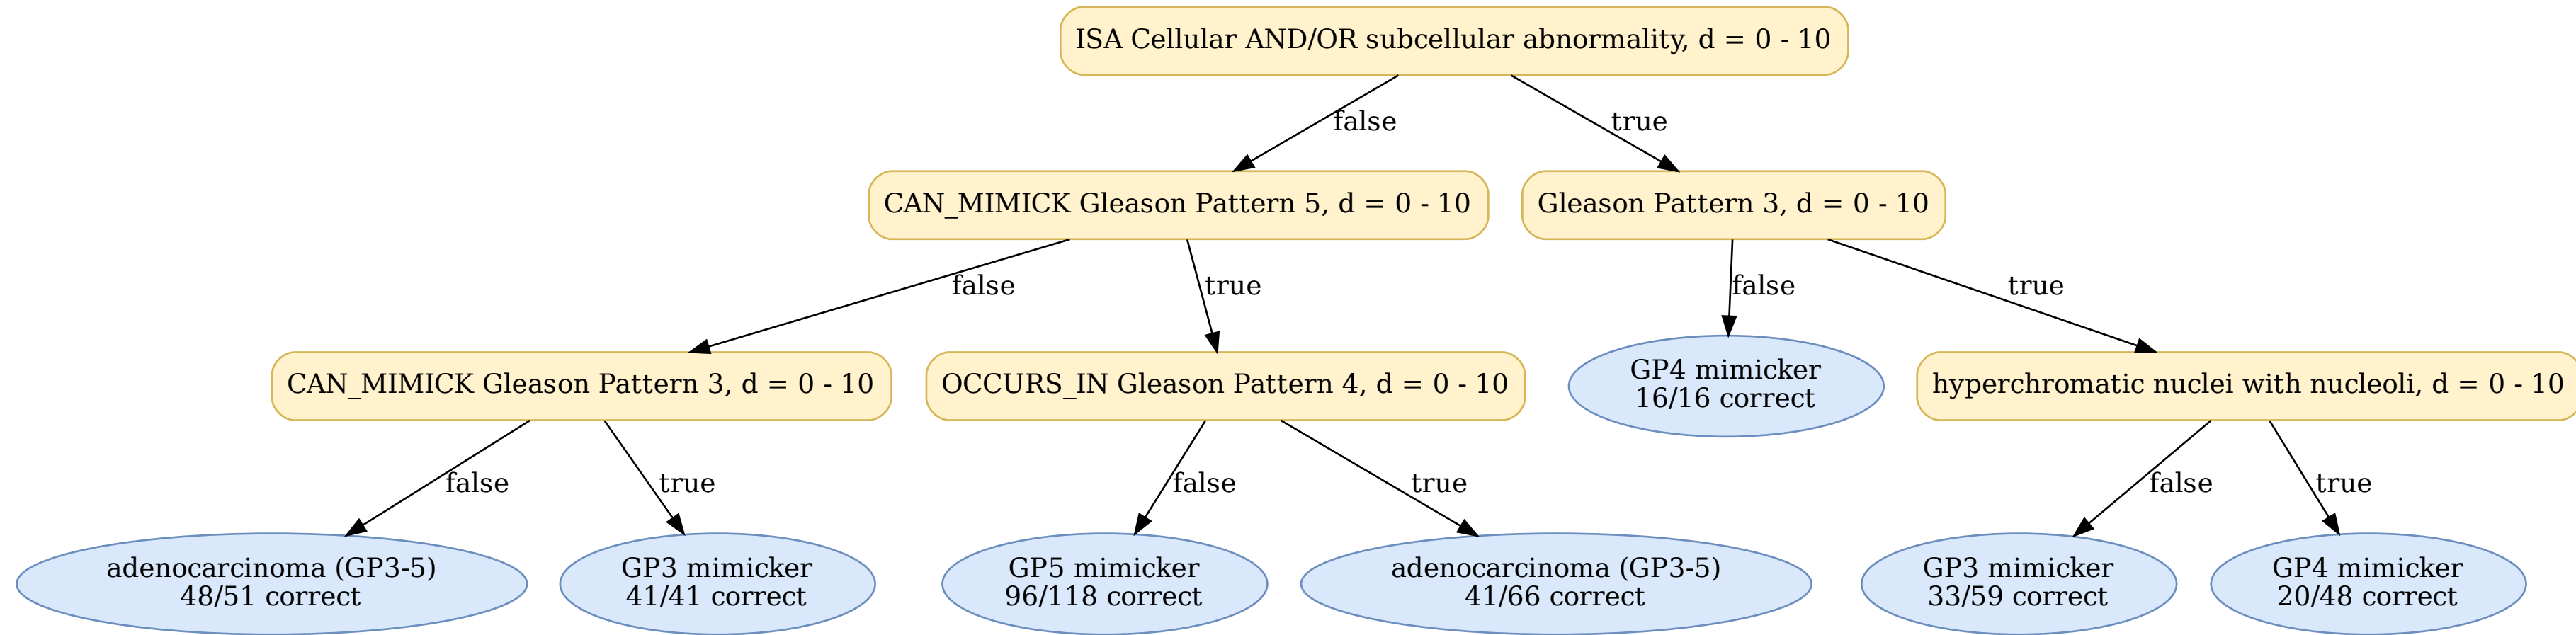 ISA Cellular AND/OR subcellular abnormality, d = 0 - 10
false
true
CAN_MIMICK Gleason Pattern 5, d = 0 - 10
Gleason Pattern 3, d = 0 - 10
false
true
false
true
CAN_MIMICK Gleason Pattern 3, d = 0 - 10
OCCURS_IN Gleason Pattern 4, d = 0 - 10
GP4 mimicker
16/16 correct
hyperchromatic nuclei with nucleoli, d = 0 - 10
false
true
false
true
false
true
adenocarcinoma (GP3-5)
48/51 correct
GP3 mimicker
41/41 correct
GP5 mimicker
96/118 correct
adenocarcinoma (GP3-5)
41/66 correct
GP3 mimicker
33/59 correct
GP4 mimicker
20/48 correct